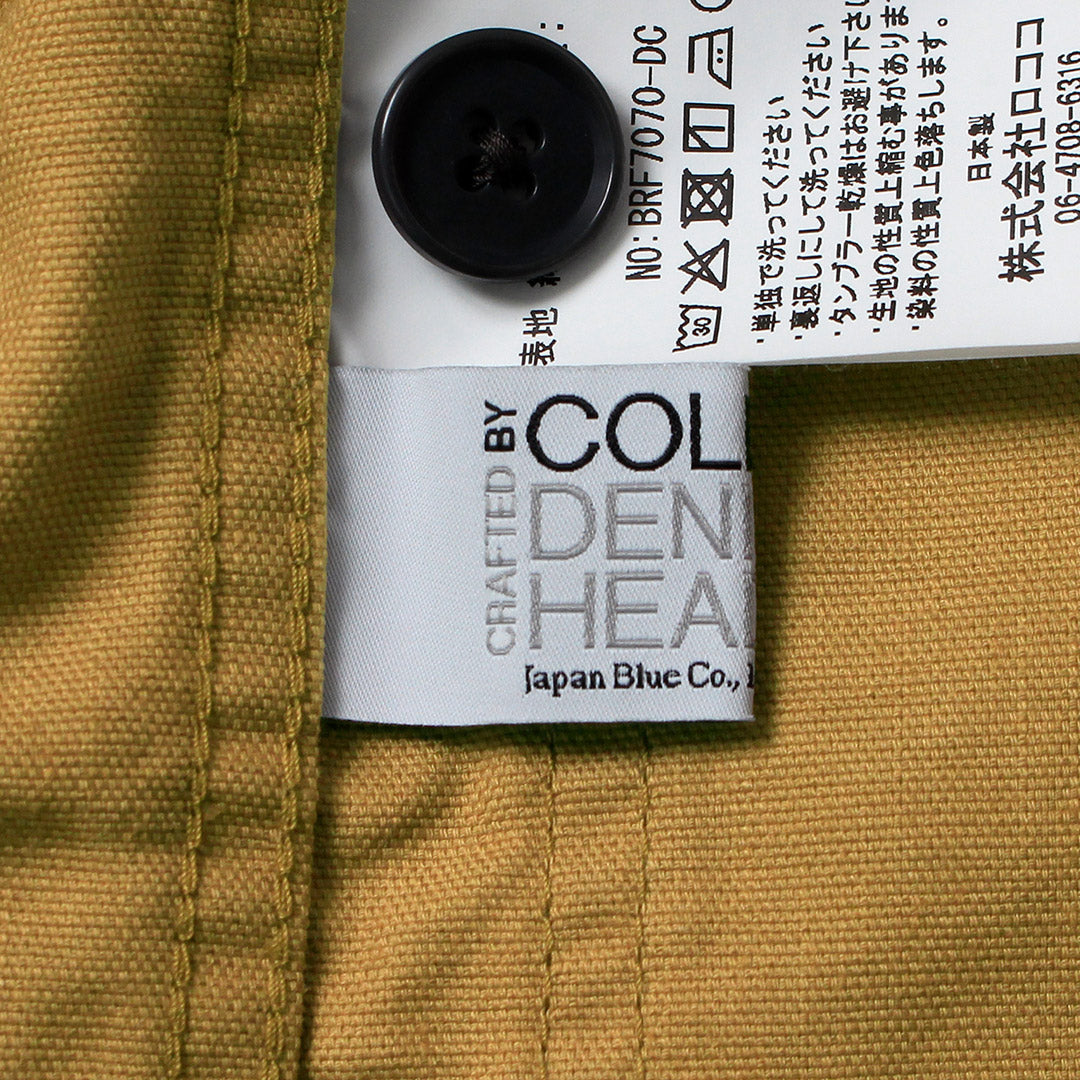 表地
NO:BRF7070-DC
30
・単独で洗ってください
・裏返しにして洗ってください
・タンブラー乾燥はお避け下さい
・生地の性質上縮む事がありま
・染料の性質上色落ちします。
日本製
株式会社ロココ
06-4708-6316
CRAFTED BY
COL
DEN
HEA
Japan Blue Co.,